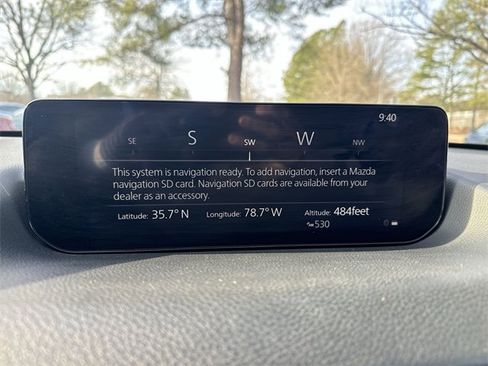 9:40
SE S SW W NW
This system is navigation ready. To add navigation, insert a Mazda
navigation SD card. Navigation SD cards are available from your
dealer as an accessory.
Latitude: 35.7° N Longitude: 78.7° W Altitude: 484feet
530